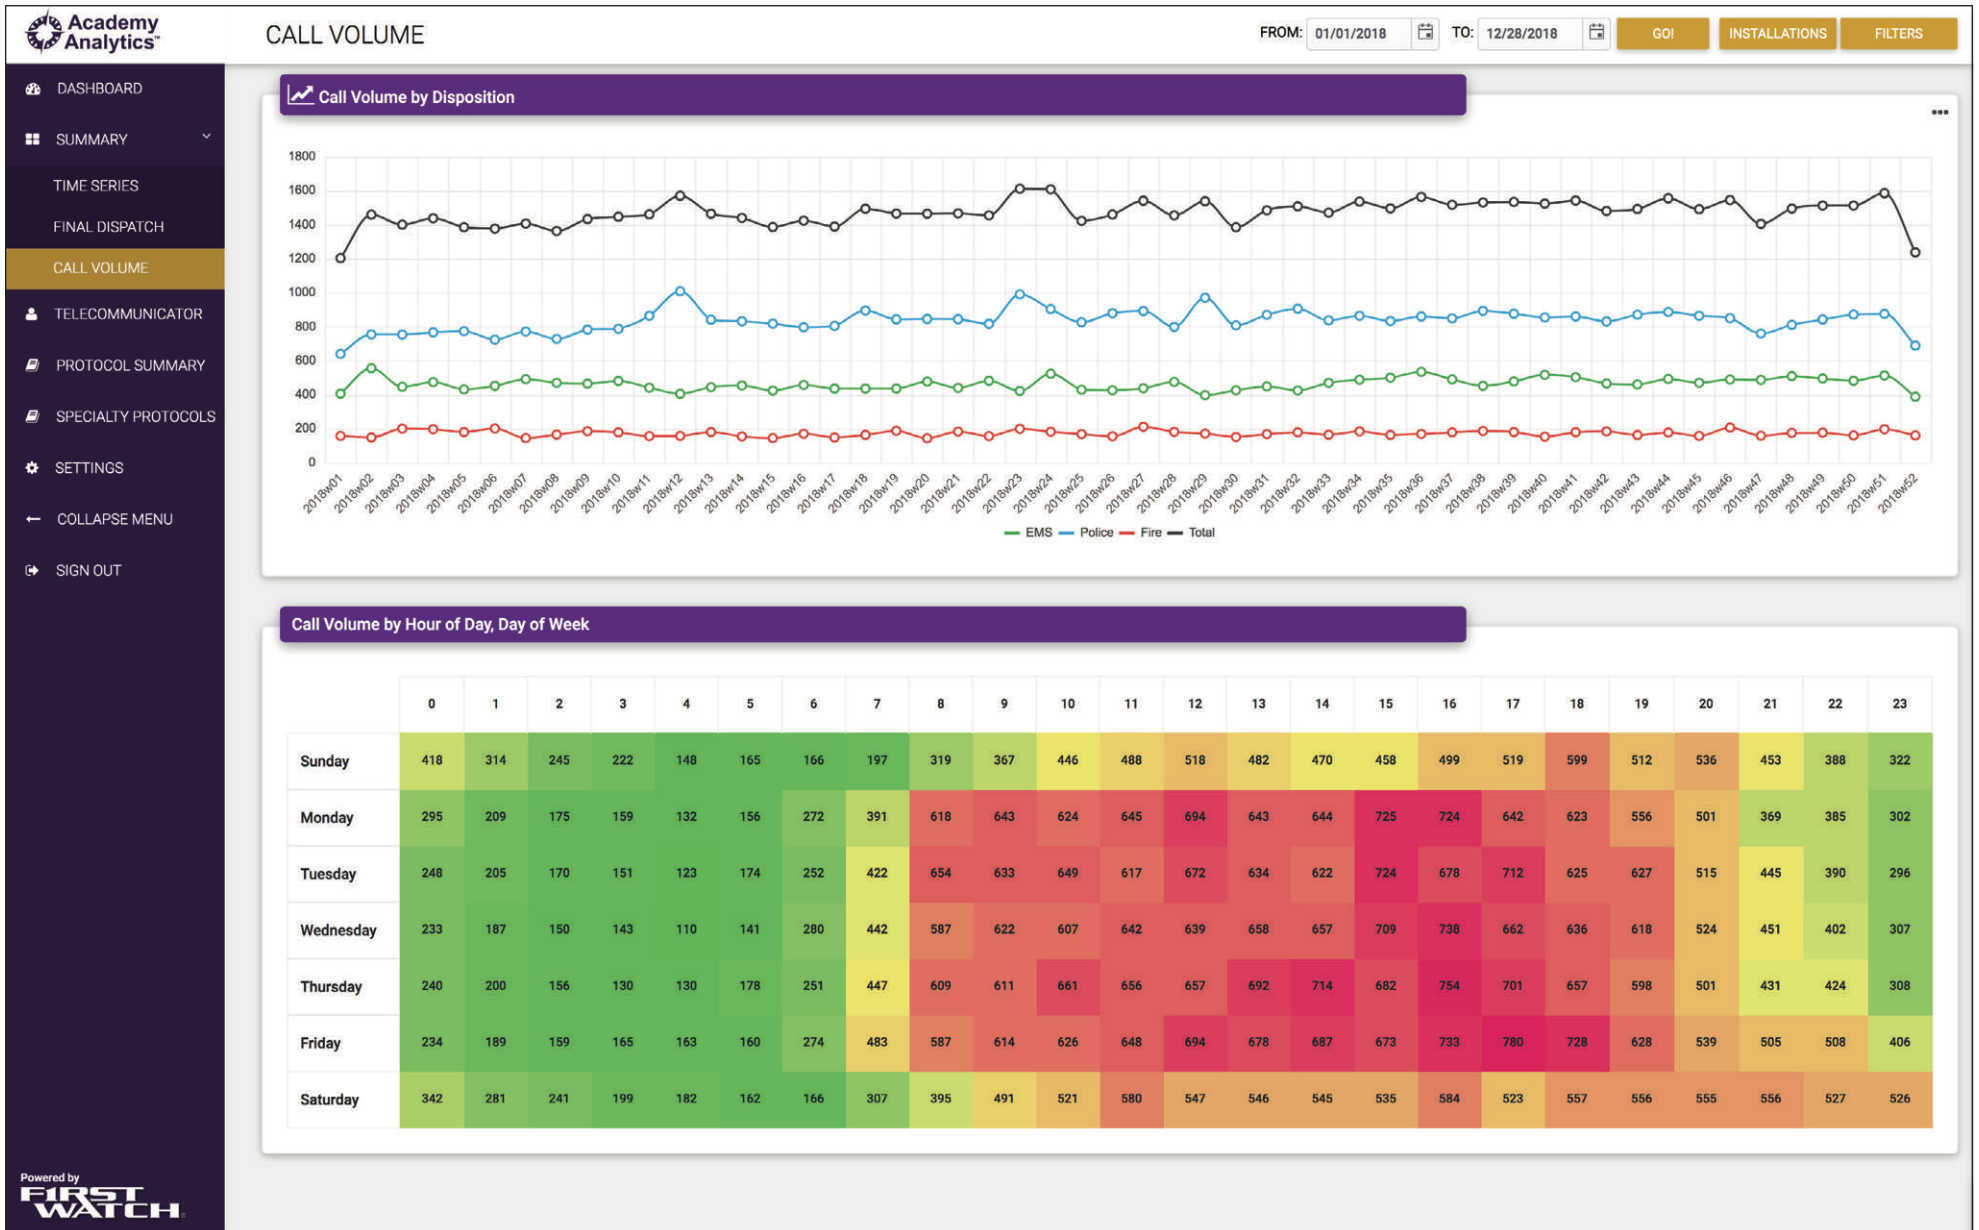 Academy
Analytics™
CALL VOLUME
FROM: 01/01/2018 TO: 12/28/2018 GO! INSTALLATIONS FILTERS
DASHBOARD
SUMMARY
TIME SERIES
FINAL DISPATCH
CALL VOLUME
TELECOMMUNICATOR
PROTOCOL SUMMARY
SPECIALTY PROTOCOLS
SETTINGS
COLLAPSE MENU
SIGN OUT
Powered by
FIRST
WATCH®
Call Volume by Disposition
1800
1600
1400
1200
1000
800
600
400
200
0
2018w01 2018w02 2018w03 2018w04 2018w05 2018w06 2018w07 2018w08 2018w09 2018w10 2018w11 2018w12 2018w13 2018w14 2018w15 2018w16 2018w17 2018w18 2018w19 2018w20 2018w21 2018w22 2018w23 2018w24 2018w25 2018w26 2018w27 2018w28 2018w29 2018w30 2018w31 2018w32 2018w33 2018w34 2018w35 2018w36 2018w37 2018w38 2018w39 2018w40 2018w41 2018w42 2018w43 2018w44 2018w45 2018w46 2018w47 2018w48 2018w49 2018w50 2018w51 2018w52
EMS Police Fire Total
Call Volume by Hour of Day, Day of Week
0 1 2 3 4 5 6 7 8 9 10 11 12 13 14 15 16 17 18 19 20 21 22 23
Sunday 418 314 245 222 148 165 166 197 319 367 446 488 518 482 470 458 499 519 599 512 536 453 388 322
Monday 295 209 175 159 132 156 272 391 618 643 624 645 694 643 644 725 724 642 623 556 501 369 385 302
Tuesday 248 205 170 151 123 174 252 422 654 633 649 617 672 634 622 724 678 712 625 627 515 445 390 296
Wednesday 233 187 150 143 110 141 280 442 587 622 607 642 639 658 657 709 738 662 636 618 524 451 402 307
Thursday 240 200 156 130 130 178 251 447 609 611 661 656 657 692 714 682 754 701 657 598 501 431 424 308
Friday 234 189 159 165 163 160 274 483 587 614 626 648 694 678 687 673 733 780 728 628 539 505 508 406
Saturday 342 281 241 199 182 162 166 307 395 491 521 580 547 546 545 535 584 523 557 556 555 556 527 526